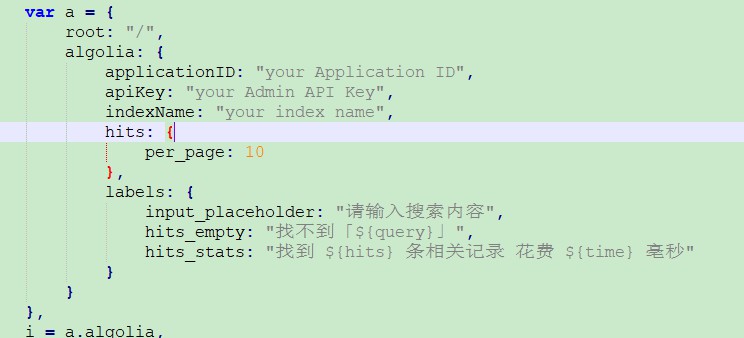 var a = {
root: "/",
algolia: {
applicationID: "your Application ID",
apiKey: "your Admin API Key",
indexName: "your index name",
hits: {
per_page: 10
},
labels: {
input_placeholder: "请输入搜索内容",
hits_empty: "找不到「${query}」",
hits_stats: "找到 ${hits} 条相关记录 花费 ${time} 毫秒"
}
}
},
i = a.algolia,